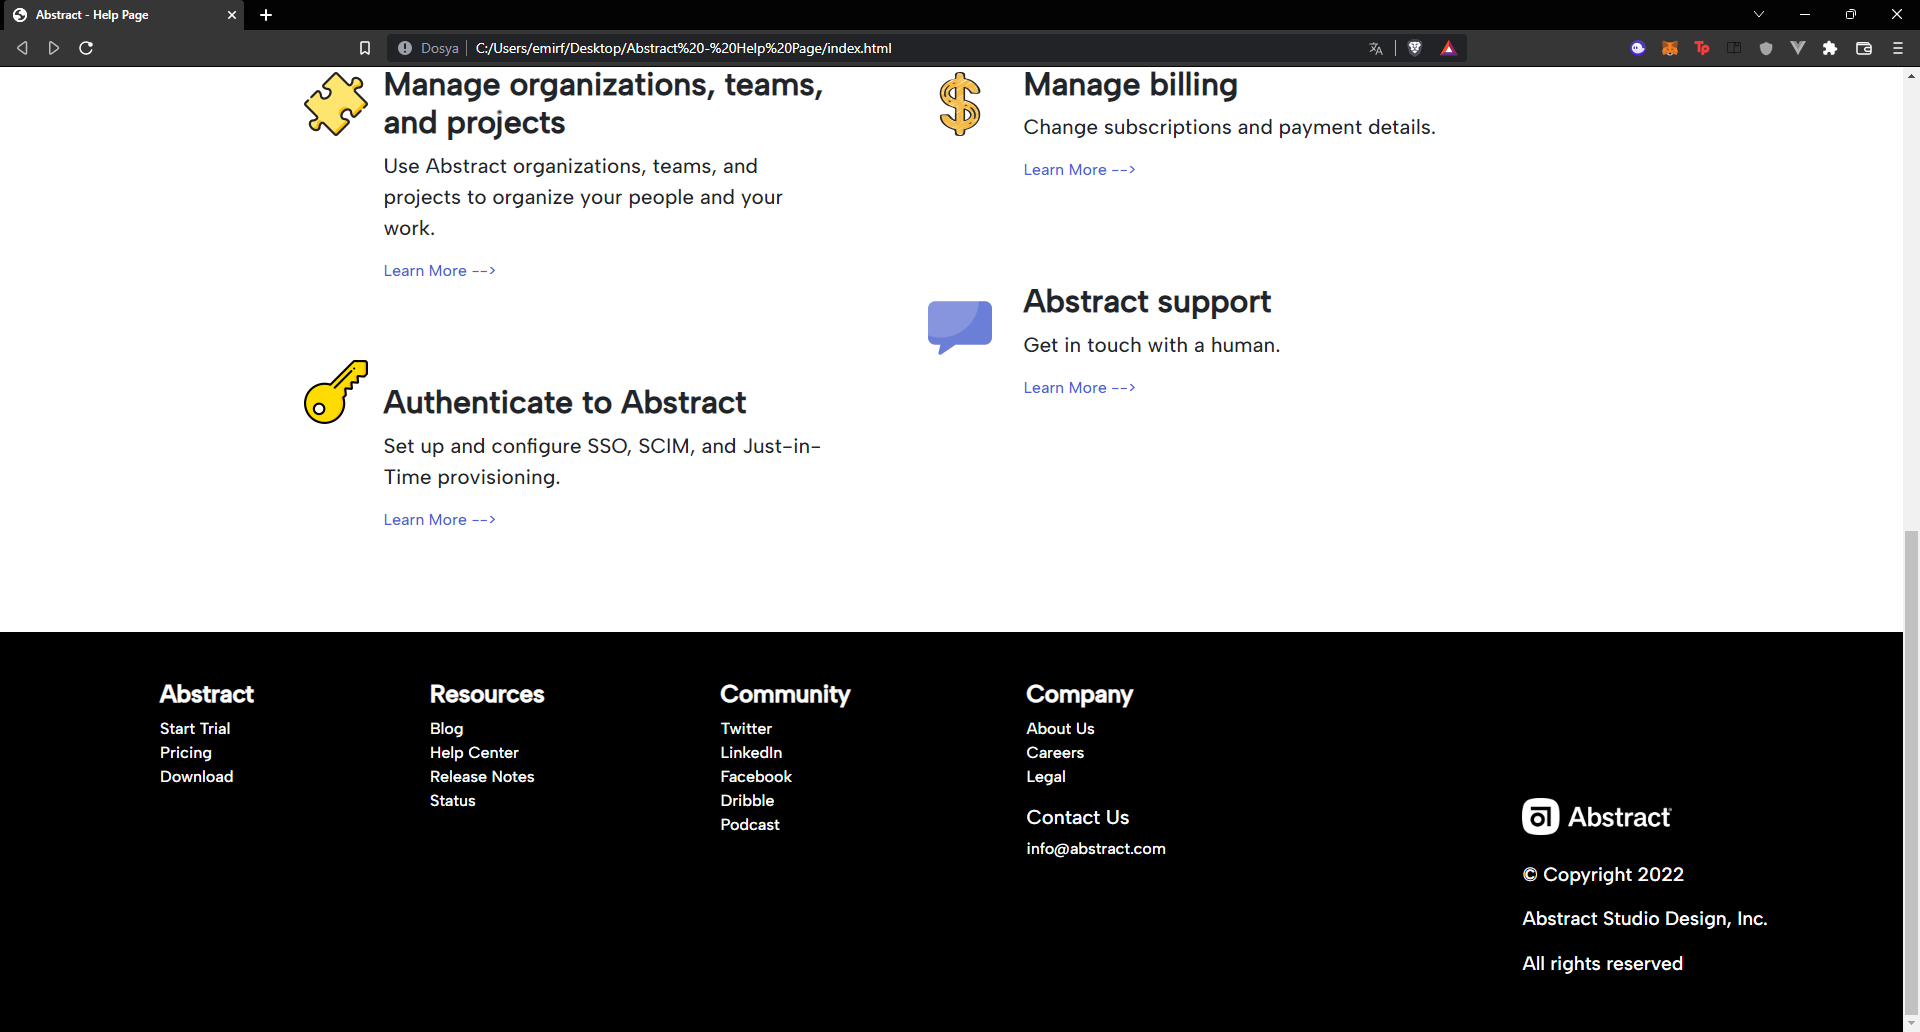 Abstract - Help Page
Dosya
C:/Users/emirf/Desktop/Abstract%20-%20Help%20Page/index.html
Tp
Manage organizations, teams,
and projects
Use Abstract organizations, teams, and
projects to organize your people and your
work.
Learn More -->
Manage billing
Change subscriptions and payment details.
Learn More -->
Authenticate to Abstract
Set up and configure SSO, SCIM, and Just-in-
Time provisioning.
Learn More -->
Abstract support
Get in touch with a human.
Learn More -->
Abstract
Start Trial
Pricing
Download
Resources
Blog
Help Center
Release Notes
Status
Community
Twitter
LinkedIn
Facebook
Dribble
Podcast
Company
About Us
Careers
Legal
Contact Us
info@abstract.com
Abstract
© Copyright 2022
Abstract Studio Design, Inc.
All rights reserved